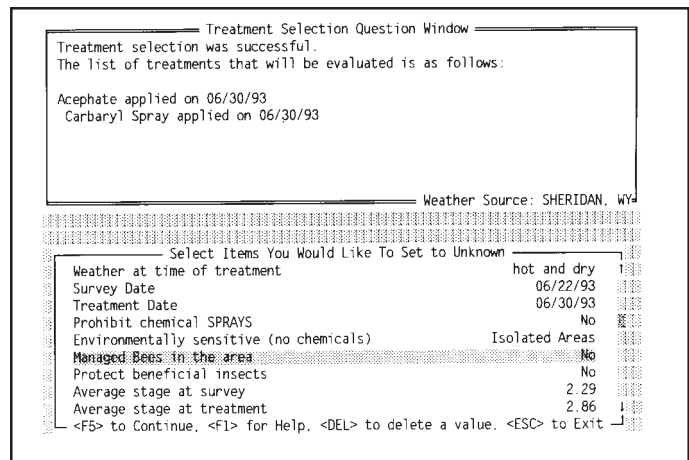 Treatment Selection Question Window
Treatment selection was successful.
The list of treatments that will be evaluated is as follows:
Acephate applied on 06/30/93
Carbaryl Spray applied on 06/30/93
Weather Source: SHERIDAN, WY
Select Items You Would Like To Set to Unknown
Weather at time of treatment hot and dry
Survey Date 06/22/93
Treatment Date 06/30/93
Prohibit chemical SPRAYS No
Environmentally sensitive (no chemicals) Isolated Areas
Managed Bees in the area No
Protect beneficial insects No
Average stage at survey 2.29
Average stage at treatment 2.86
<F5> to Continue, <F1> for Help, <DEL> to delete a value, <ESC> to Exit